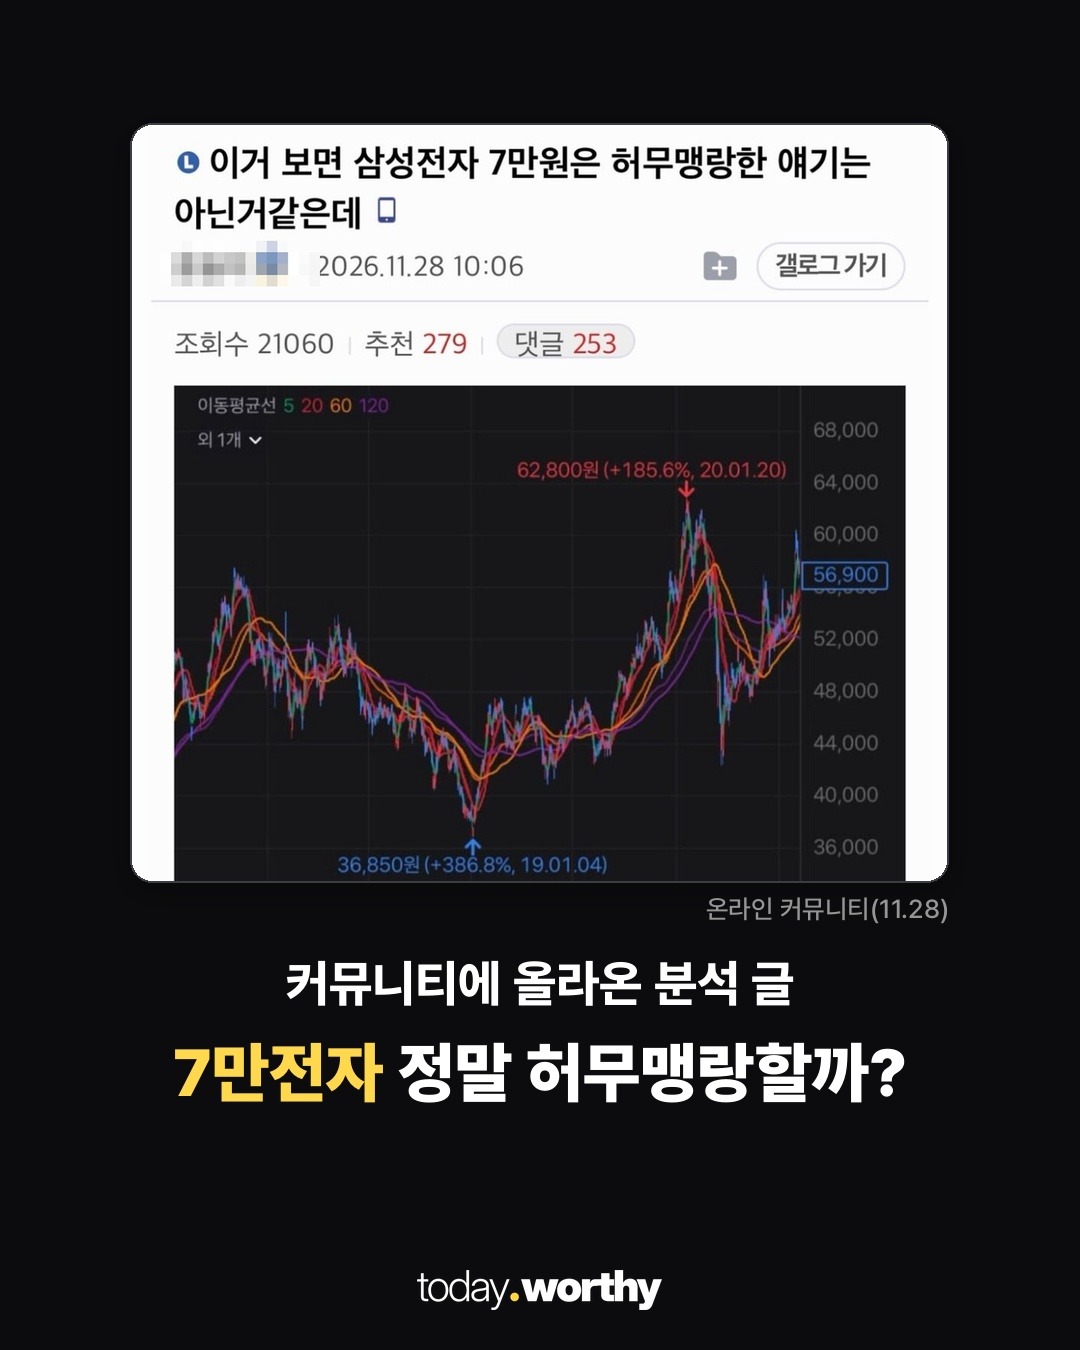 이거 보면 삼성전자 7만원은 허무맹랑한 얘기는
아닌거같은데
2026.11.28 10:06
갤로그 가기
조회수 21060 추천 279 댓글 253
이동평균선 5 20 60 120
외 1개
68,000
62,800원 (+185.6%, 20.01.20)
64,000
60,000
56,900
52,000
48,000
44,000
40,000
36,000
36,850원 (+386.8%, 19.01.04)
온라인 커뮤니티(11.28)
커뮤니티에 올라온 분석 글
7만전자 정말 허무맹랑할까?
today.worthy